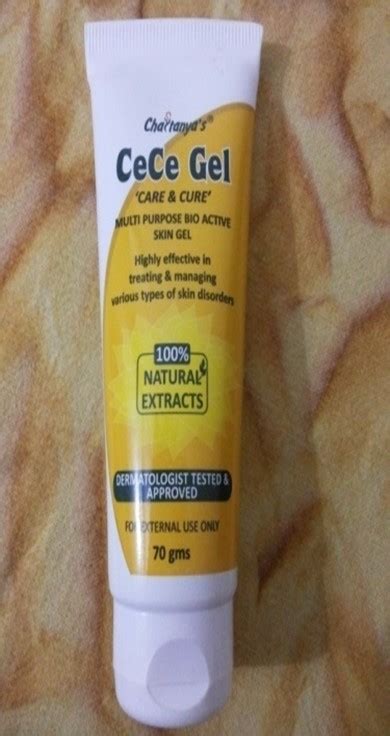 Chaitanya's®
CeCe Gel
'CARE & CURE'
MULTI PURPOSE BIO ACTIVE
SKIN GEL
Highly effective in
treating & managing
various types of skin disorders
100%
NATURAL
EXTRACTS
DERMATOLOGIST TESTED &
APPROVED
FOR EXTERNAL USE ONLY
70 gms